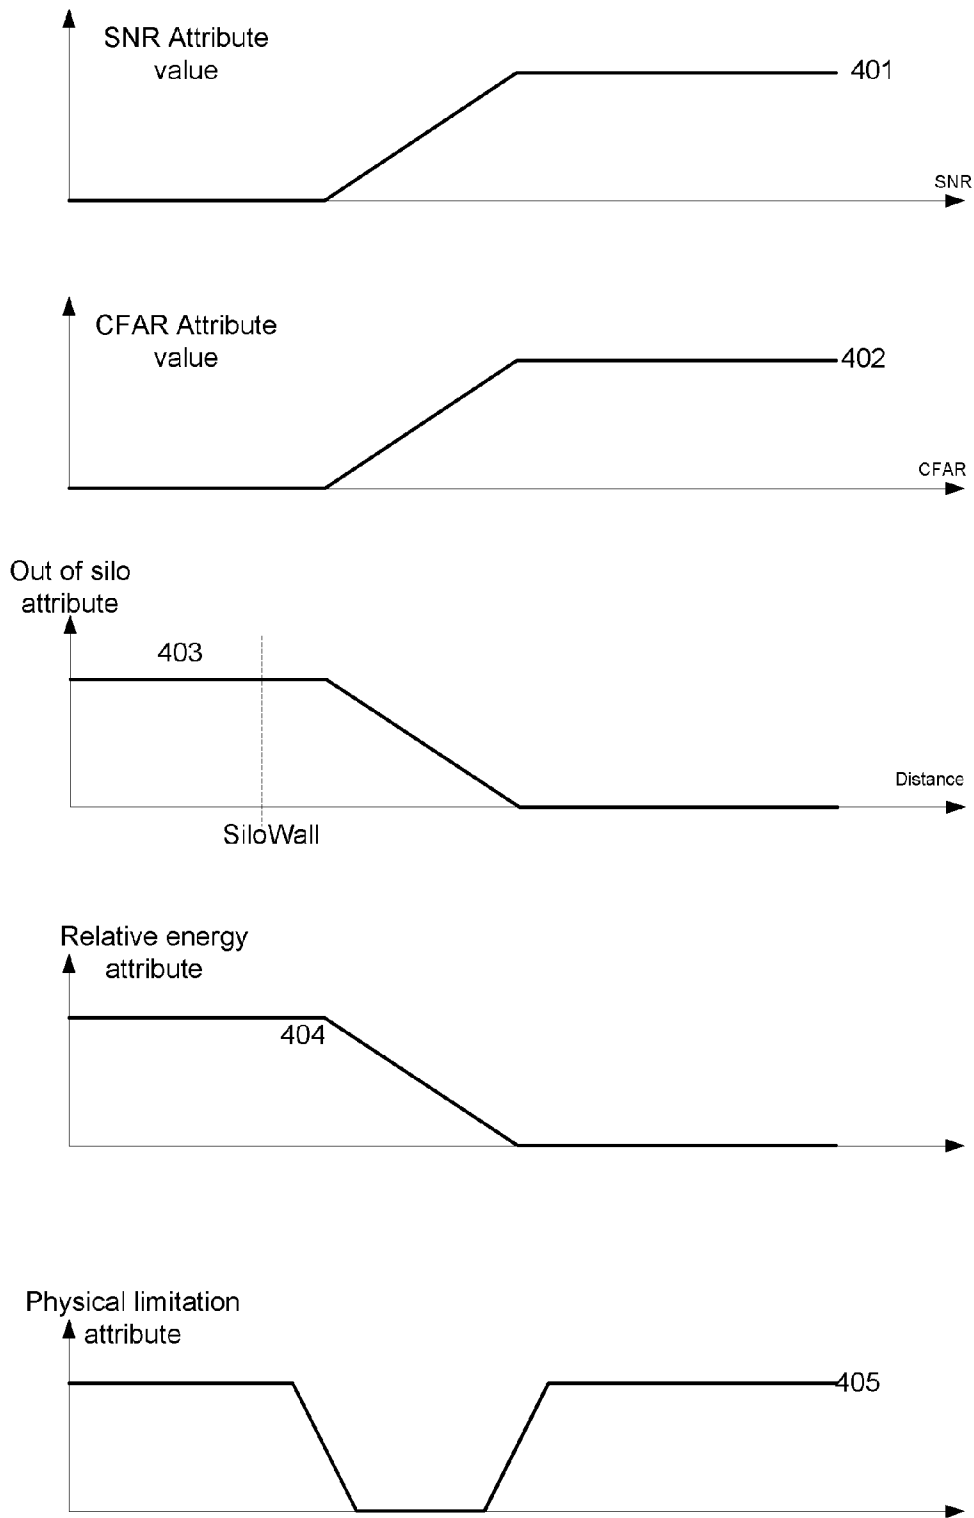 SNR Attribute
value
401
SNR
CFAR Attribute
value
402
CFAR
Out of silo
attribute
403
Distance
SiloWall
Relative energy
attribute
404
Physical limitation
attribute
405